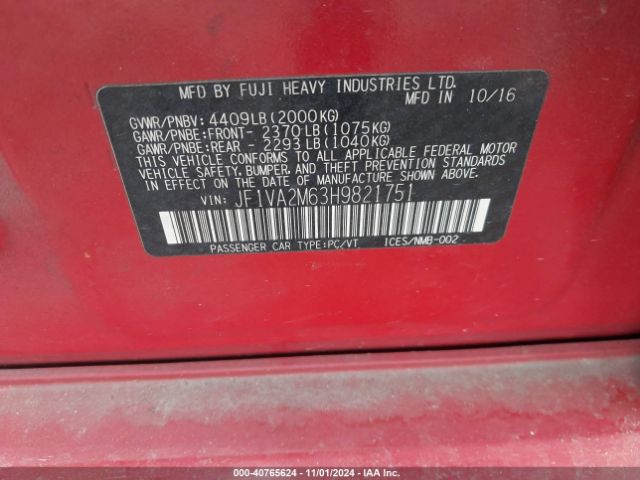 MFD BY FUJI HEAVY INDUSTRIES LTD.
MFD IN 10/16
GVWR/PNBV: 4409LB(2000KG)
GAWR/PNBE:FRONT- 2370LB(1075KG)
GAWR/PNBE:REAR - 2293LB(1040KG)
THIS VEHICLE CONFORMS TO ALL APPLICABLE FEDERAL MOTOR
VEHICLE SAFETY,BUMPER,AND THEFT PREVENTION STANDARDS
IN EFFECT ON THE DATE OF MANUFACTURE SHOWN ABOVE.
VIN: JF1VA2M63H9821751
PASSENGER CAR TYPE:PC/VT ICES/NMB-002
000-40765624 | 11/01/2024 | IAA Inc.